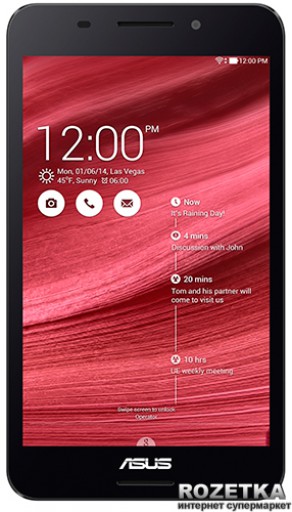 12:00 PM
12:00 PM
Mon, 01/06/14, Las Vegas
45°F, Sunny 06:00
Now
It's Raining Day!
4 mins
Discussion with John
20 mins
Tom and his partner will
come to visit us
10 hrs
UE weekly meeting
Swipe screen to unlock
Operator
ASUS
ROZETKA
интернет супермаркет